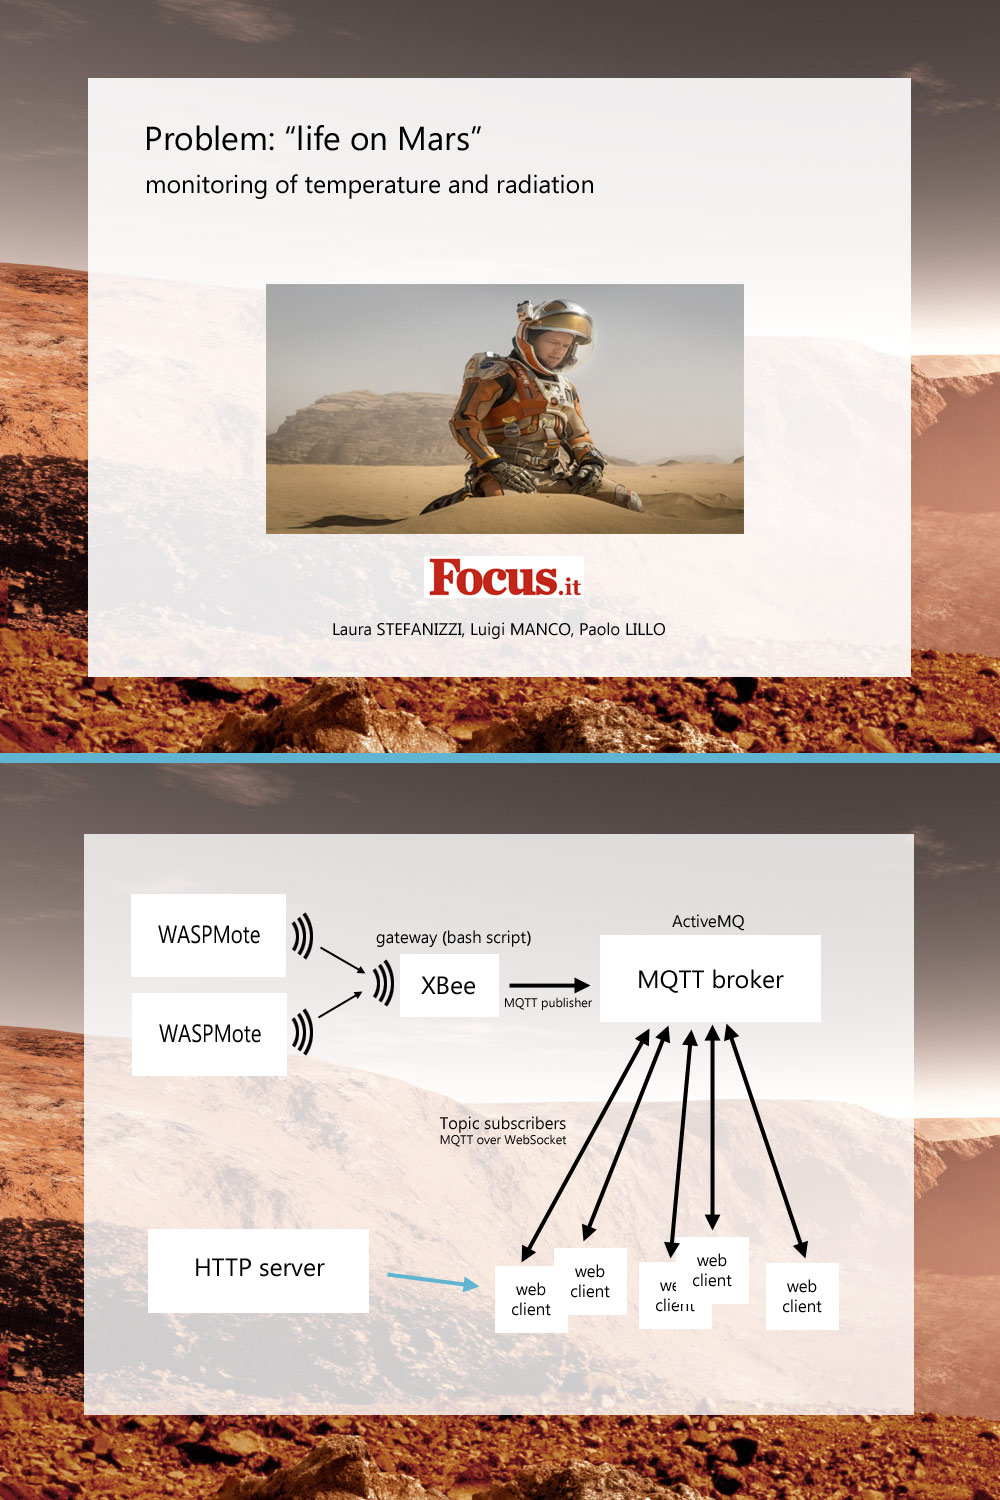 Problem: “life on Mars”
monitoring of temperature and radiation
Focus.it
Laura STEFANIZZI, Luigi MANCO, Paolo LILLO
WASPMote
WASPMote
gateway (bash script)
XBee
MQTT publisher
ActiveMQ
MQTT broker
Topic subscribers
MQTT over WebSocket
HTTP server
web
client
web
client
we
client
web
client
web
client